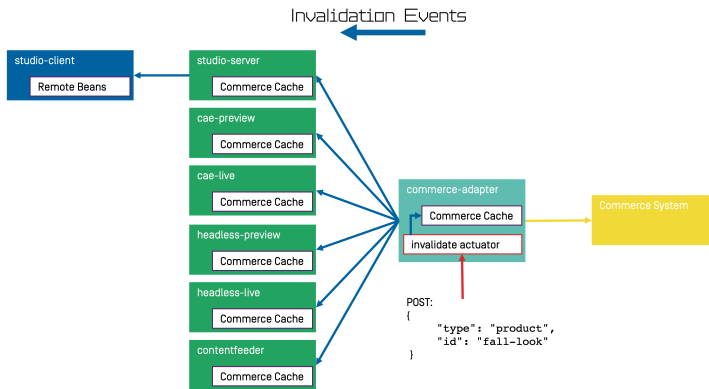 Invalidation Events
studio-client
Remote Beans
studio-server
Commerce Cache
cae-preview
Commerce Cache
cae-live
Commerce Cache
headless-preview
Commerce Cache
headless-live
Commerce Cache
contentfeeder
Commerce Cache
commerce-adapter
Commerce Cache
invalidate actuator
Commerce System
POST:
{
"type": "product",
"id": "fall-look"
}